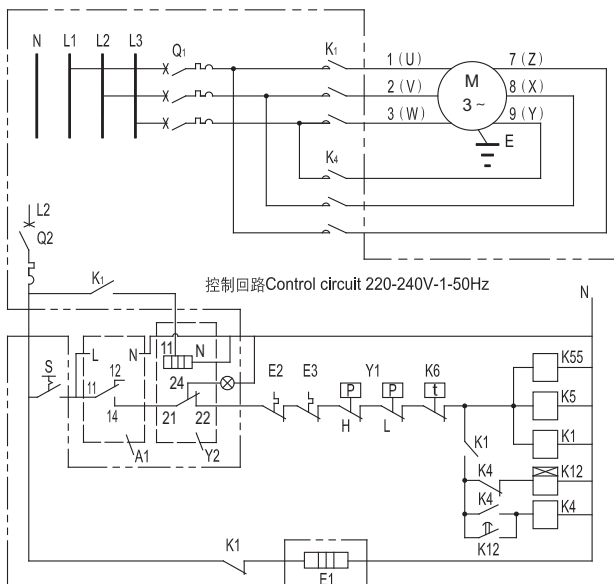 N L1 L2 L3 Q1 K1 1 (U) 7 (Z)
M 3 ~
2 (V) 8 (X)
3 (W) 9 (Y)
K4 E
L2
Q2
K1
控制回路Control circuit 220-240V-1-50Hz
N
S L 12 N 11 N
11 24 E2 E3 Y1 K6 K55
P P t
14 21 22 H L K5
A1 Y2 K1 K1
K4 K12
K4 K4
K12
K1
E1